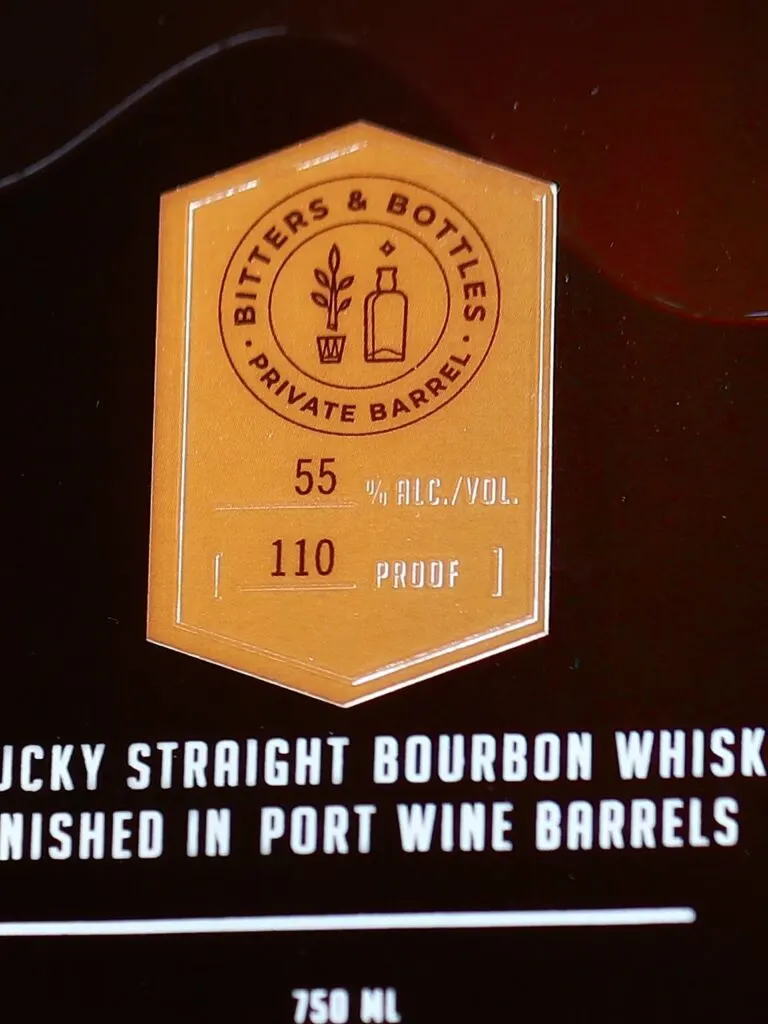 BITTERS & BOTTLES
· PRIVATE BARREL ·
55 % ALC./VOL.
[ 110 PROOF ]
UCKY STRAIGHT BOURBON WHISK
NISHED IN PORT WINE BARRELS
750 ML